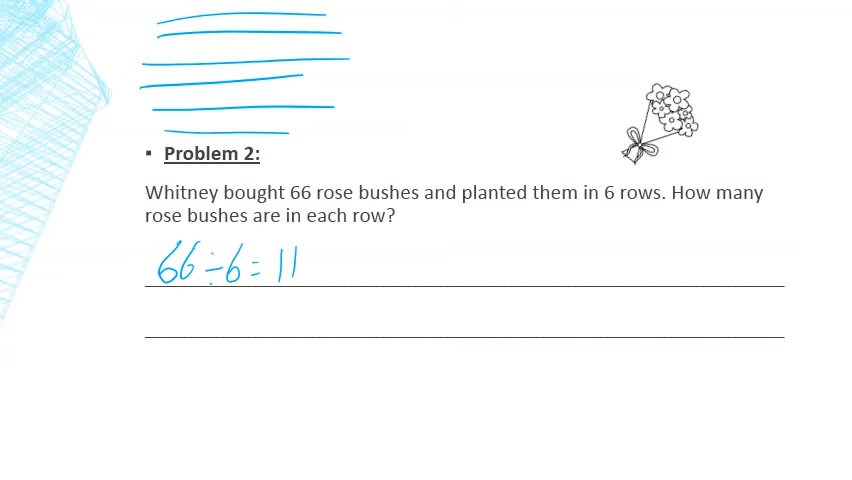 ▪ Problem 2:
Whitney bought 66 rose bushes and planted them in 6 rows. How many
rose bushes are in each row?
66 ÷ 6 = 11